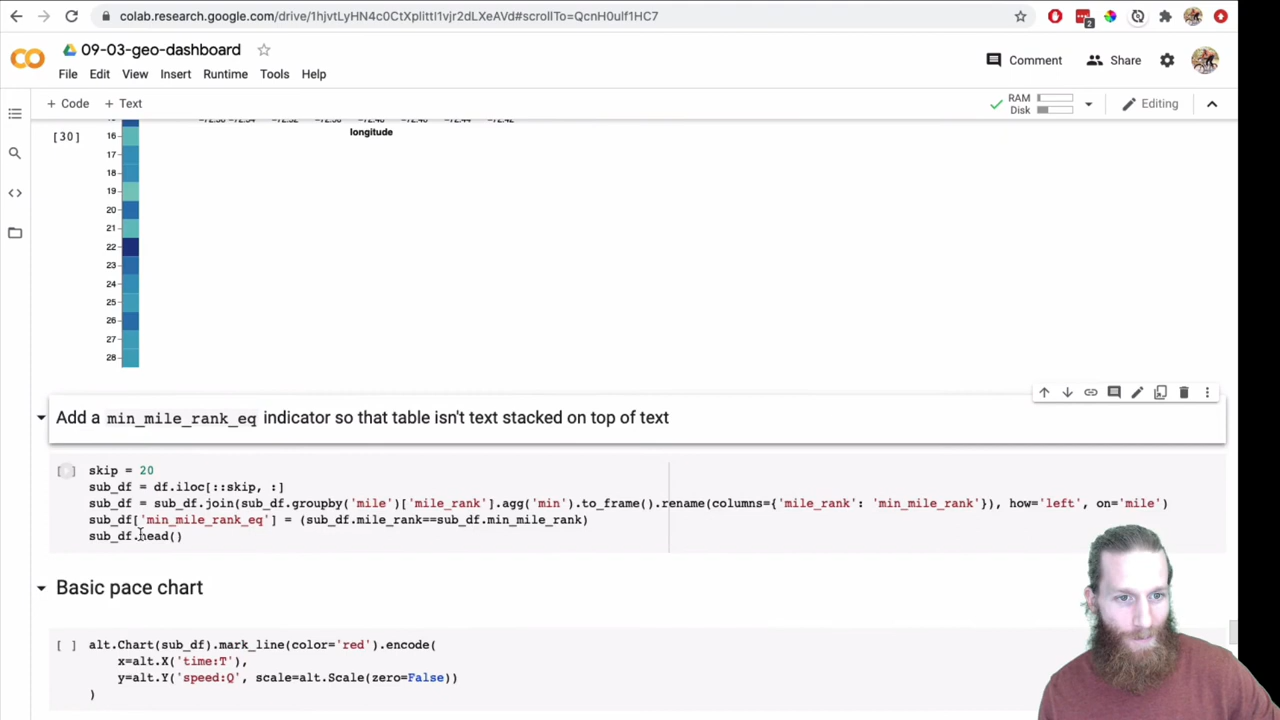 colab.research.google.com/drive/1hjvtLyHN4c0CtXplittI1vjr2dLXeAVd#scrollTo=QcnH0ulf1HC7
2
09-03-geo-dashboard
File Edit View Insert Runtime Tools Help
Comment
Share
+ Code + Text
RAM
Disk
Editing
longitude
[30]
16
17
18
19
20
21
22
23
24
25
26
27
28
Add a min_mile_rank_eq indicator so that table isn't text stacked on top of text
[ ] skip = 20
sub_df = df.iloc[::skip, :]
sub_df = sub_df.join(sub_df.groupby('mile')['mile_rank'].agg('min').to_frame().rename(columns={'mile_rank': 'min_mile_rank'}), how='left', on='mile')
sub_df['min_mile_rank_eq'] = (sub_df.mile_rank==sub_df.min_mile_rank)
sub_df.head()
Basic pace chart
[ ] alt.Chart(sub_df).mark_line(color='red').encode(
x=alt.X('time:T'),
y=alt.Y('speed:Q', scale=alt.Scale(zero=False))
)